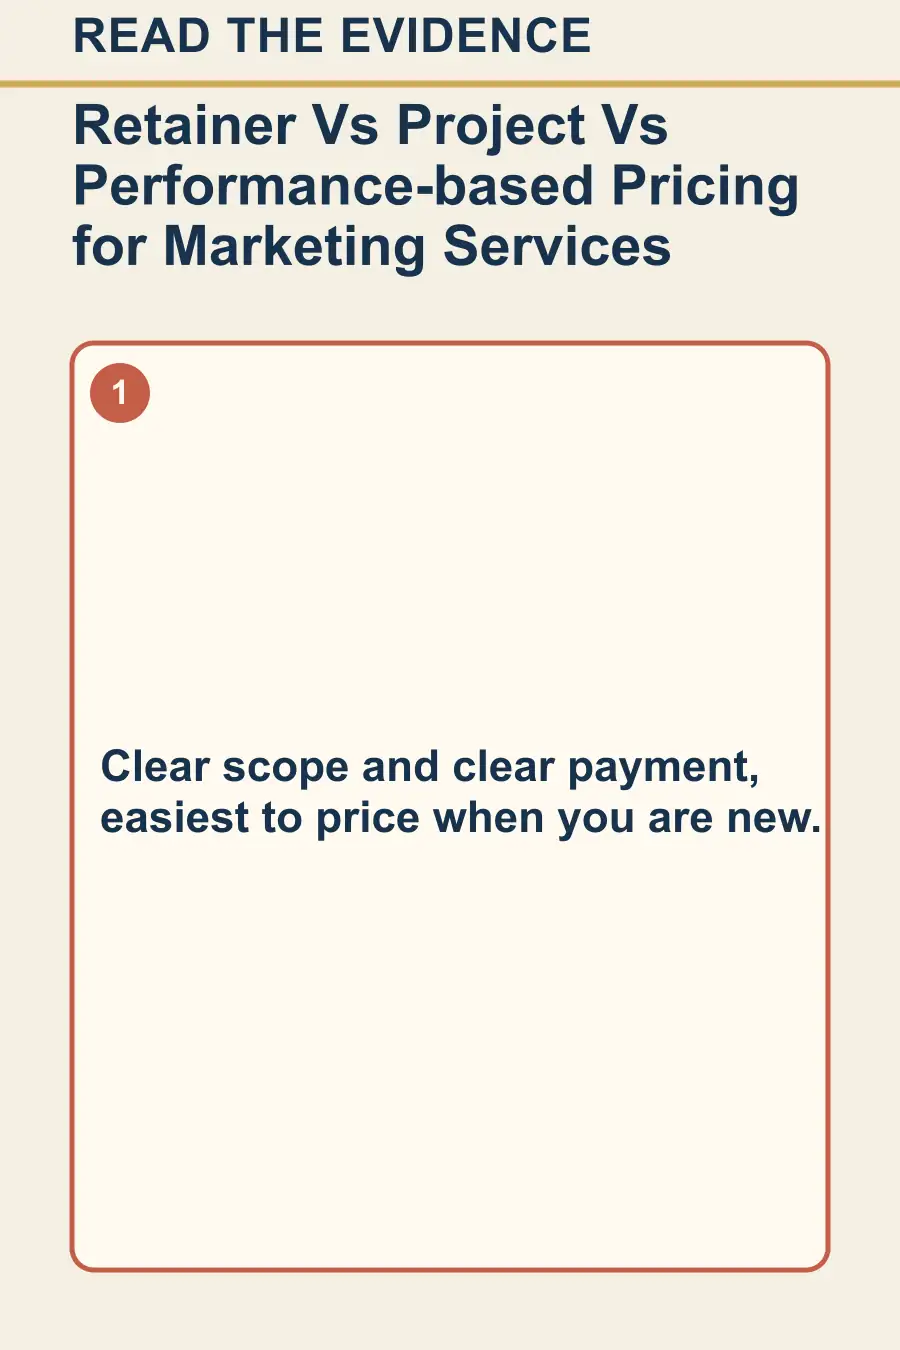 READ THE EVIDENCE
Retainer Vs Project Vs
Performance-based Pricing
for Marketing Services
1
Clear scope and clear payment,
easiest to price when you are new.